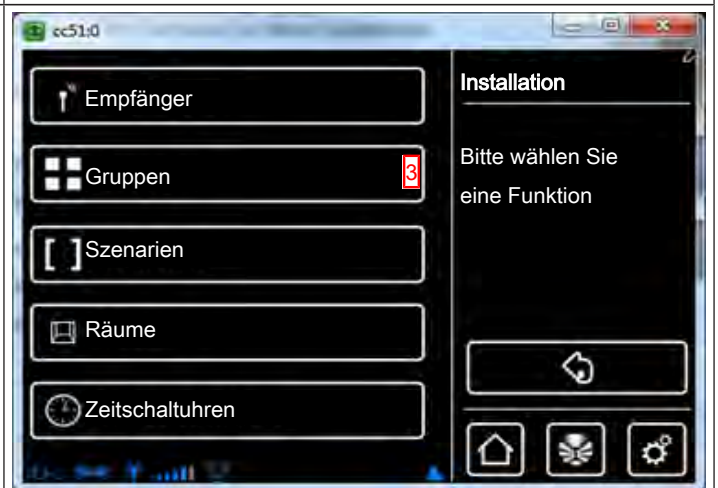 cc51:0
Empfänger
Gruppen
3
Szenarien
Räume
Zeitschaltuhren
Installation
Bitte wählen Sie
eine Funktion